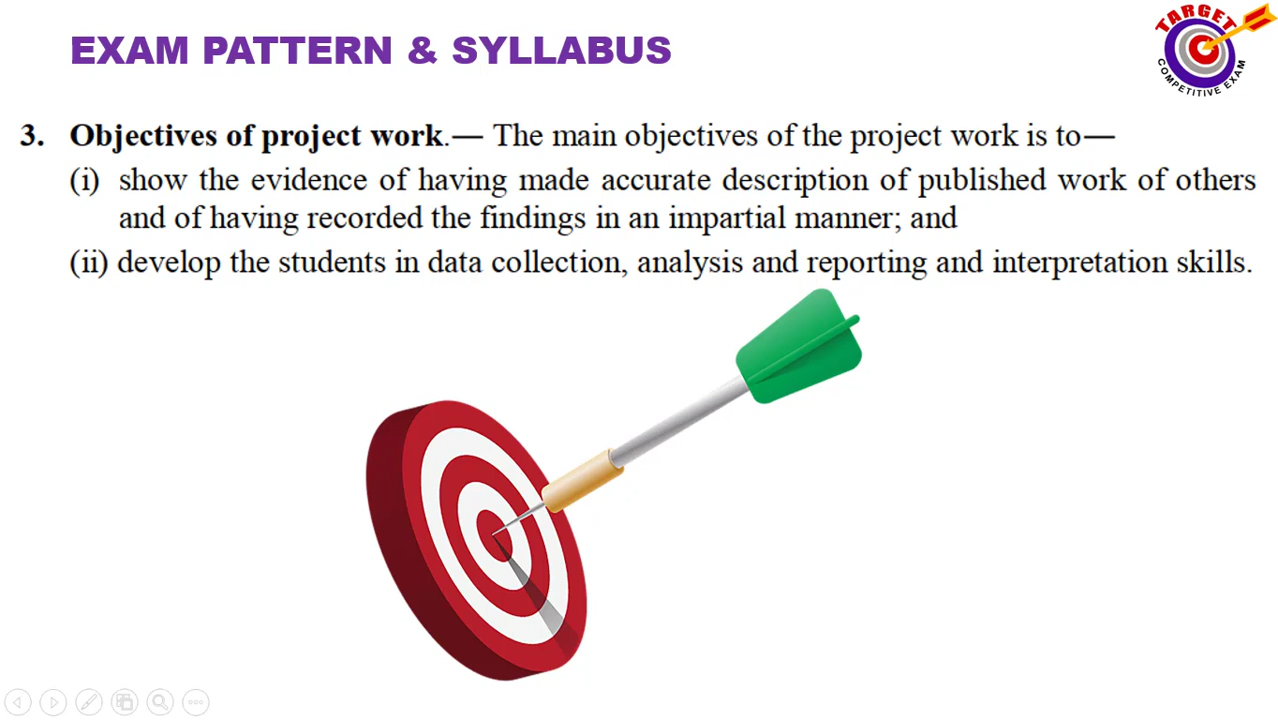 EXAM PATTERN & SYLLABUS
TARGET
COMPETITIVE EXAM
3. Objectives of project work.— The main objectives of the project work is to—
(i) show the evidence of having made accurate description of published work of others
and of having recorded the findings in an impartial manner; and
(ii) develop the students in data collection, analysis and reporting and interpretation skills.